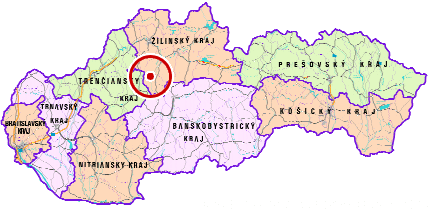 ŽILINSKÝ KRAJ
PREŠOVSKÝ KRAJ
TRENČIANSKY
KRAJ
TRNAVSKÝ
KRAJ
KOŠICKÝ KRAJ
BRATISLAVSKÝ
KRAJ
BANSKOBYSTRICKÝ
KRAJ
NITRIANSKY KRAJ